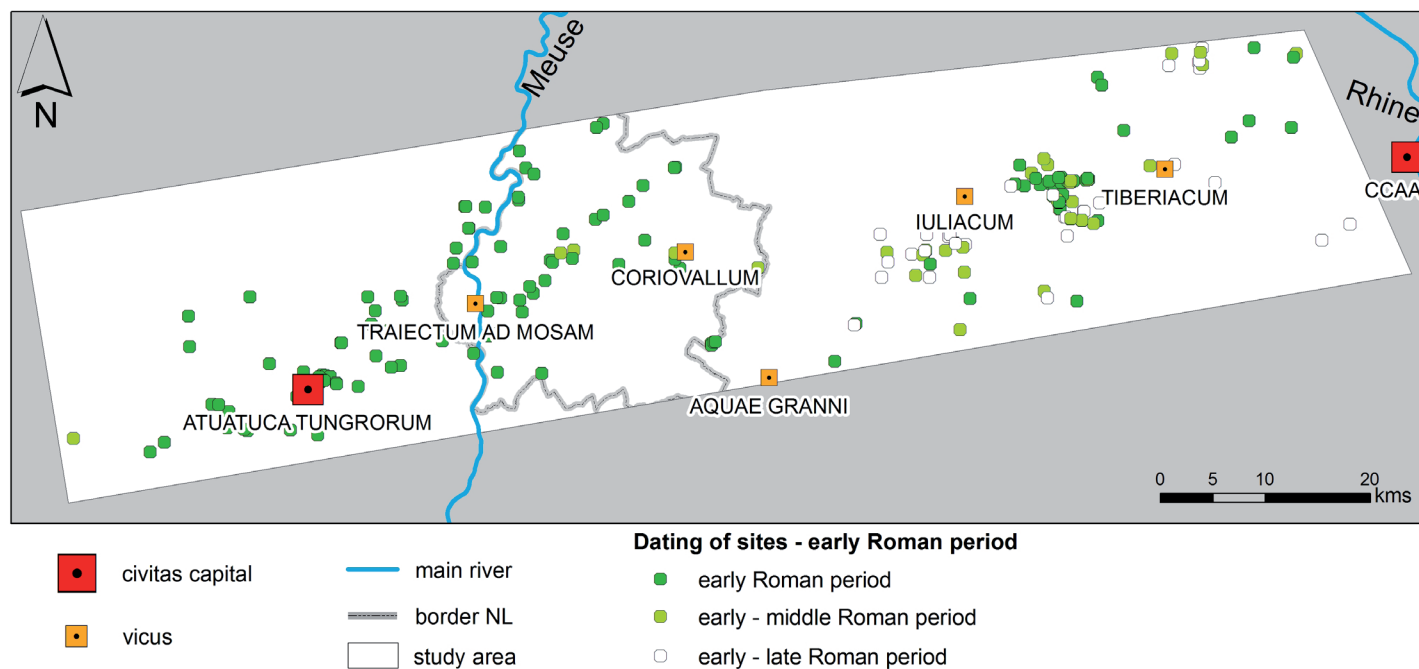 Meuse
Rhine
N
CCAA
TIBERIACUM
IULIACUM
CORIOVALLUM
TRAIECTUM AD MOSAM
AQUAE GRANNI
ATUATUCA TUNGRORUM
0 5 10 20
kms
Dating of sites - early Roman period
civitas capital
main river
early Roman period
border NL
early - middle Roman period
vicus
study area
early - late Roman period